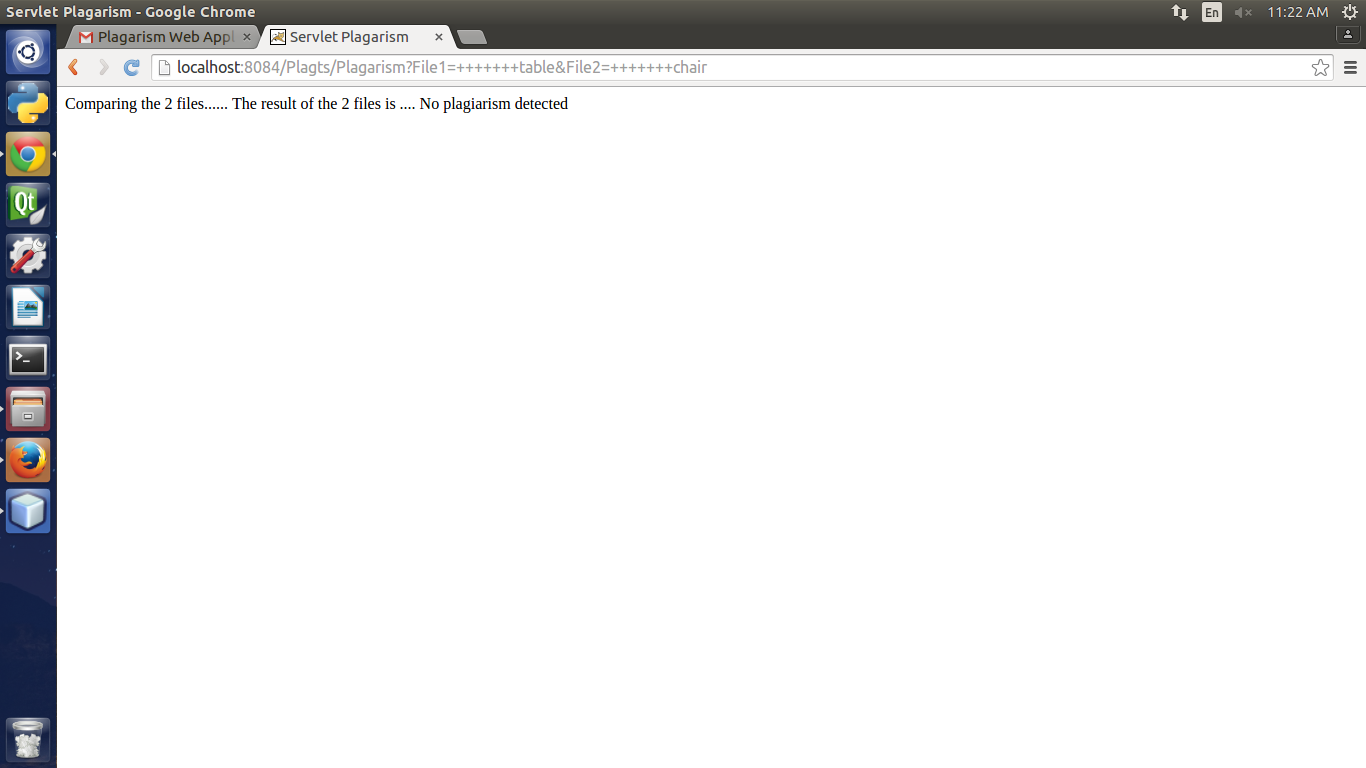 Servlet Plagarism - Google Chrome
En
11:22 AM
Plagarism Web Appl
Servlet Plagarism
localhost:8084/Plagts/Plagarism?File1=+++++++table&File2=+++++++chair
Comparing the 2 files...... The result of the 2 files is .... No plagiarism detected
Qt
>_